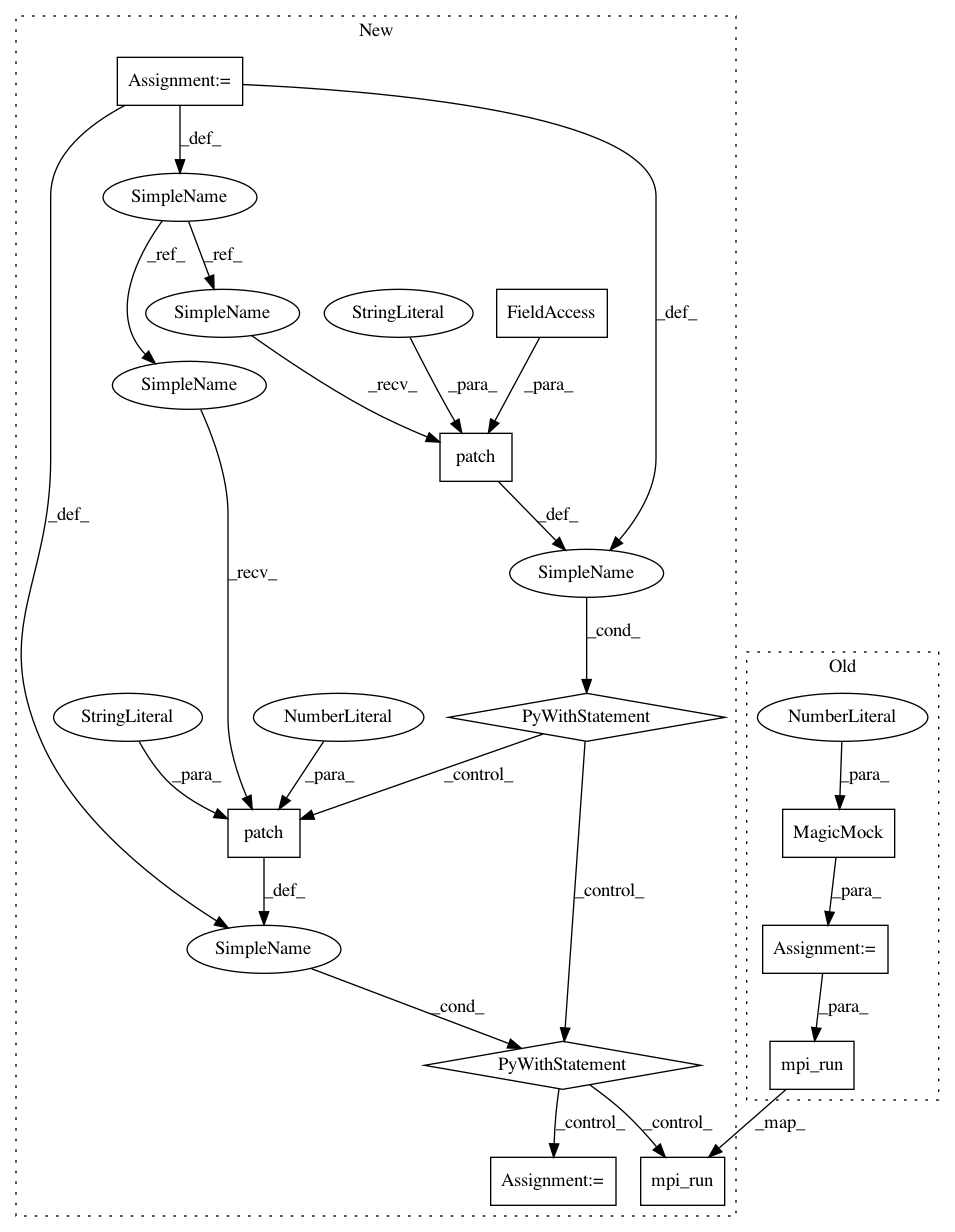 New
Assignment:=
_def_
SimpleName
_ref_
_ref_
SimpleName
StringLiteral
FieldAccess
_def_
SimpleName
_recv_
_para_
_para_
patch
_def_
_def_
_recv_
SimpleName
_cond_
Old
StringLiteral
NumberLiteral
PyWithStatement
NumberLiteral
_para_
_para_
_control_
_para_
patch
MagicMock
_def_
_control_
_para_
SimpleName
Assignment:=
_cond_
_para_
PyWithStatement
mpi_run
_control_
_control_
_map_
Assignment:=
mpi_run